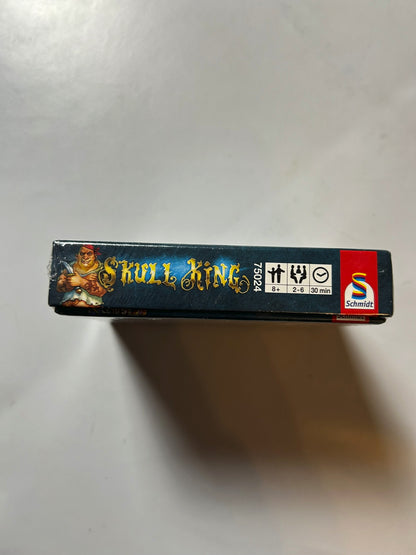 SKULL KING
75024
8+
2-6
30 min
Schmidt